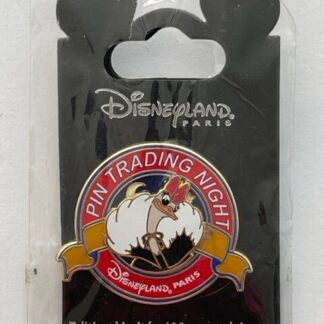 DISNEYLAND
PARIS
PIN TRADING NIGHT
DISNEYLAND PARIS